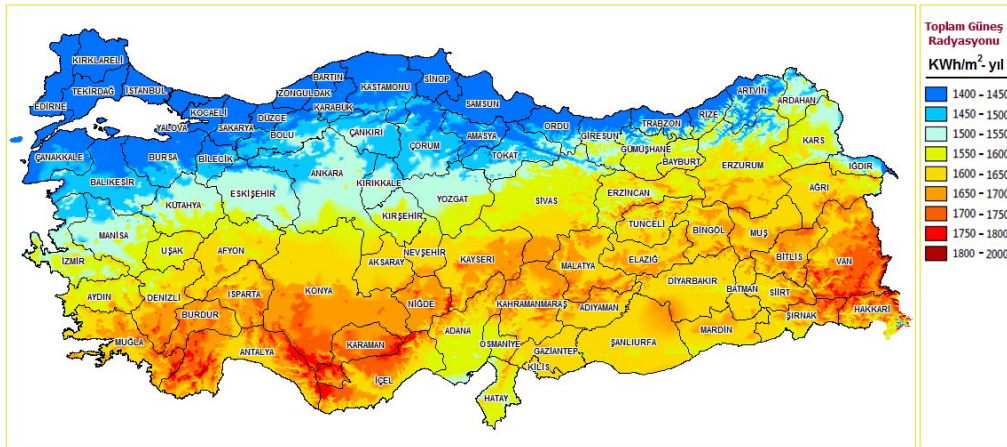 Toplam Güneş
Radyasyonu
KWh/m²- yıl
1400 - 1450
1450 - 1500
1500 - 1550
1550 - 1600
1600 - 1650
1650 - 1700
1700 - 1750
1750 - 1800
1800 - 2000
KIRKLARELİ
TEKİRDAĞ
İSTANBUL
EDİRNE
KOCAELİ
YALOVA
SAKARYA
DÜZCE
BOLU
ZONGULDAK
BARTIN
KARABÜK
KASTAMONU
SİNOP
SAMSUN
ORDU
GİRESUN
TRABZON
RİZE
ARTVİN
ARDAHAN
KARS
IĞDIR
ÇANAKKALE
BALIKESİR
BURSA
BİLECİK
ESKİŞEHİR
KÜTAHYA
ANKARA
ÇANKIRI
ÇORUM
AMASYA
TOKAT
KIRIKKALE
YOZGAT
SİVAS
GÜMÜŞHANE
BAYBURT
ERZURUM
ERZİNCAN
AĞRI
MANİSA
İZMİR
UŞAK
AFYON
KIRŞEHİR
NEVŞEHİR
AKSARAY
KAYSERİ
MALATYA
TUNCELİ
ELAZIĞ
BİNGÖL
MUŞ
BİTLİS
VAN
AYDIN
DENİZLİ
ISPARTA
BURDUR
KONYA
NİĞDE
KAHRAMANMARAŞ
ADIYAMAN
DİYARBAKIR
BATMAN
SİİRT
ŞIRNAK
HAKKARİ
MUĞLA
ANTALYA
KARAMAN
İÇEL
ADANA
OSMANİYE
GAZİANTEP
KİLİS
ŞANLIURFA
MARDİN
HATAY